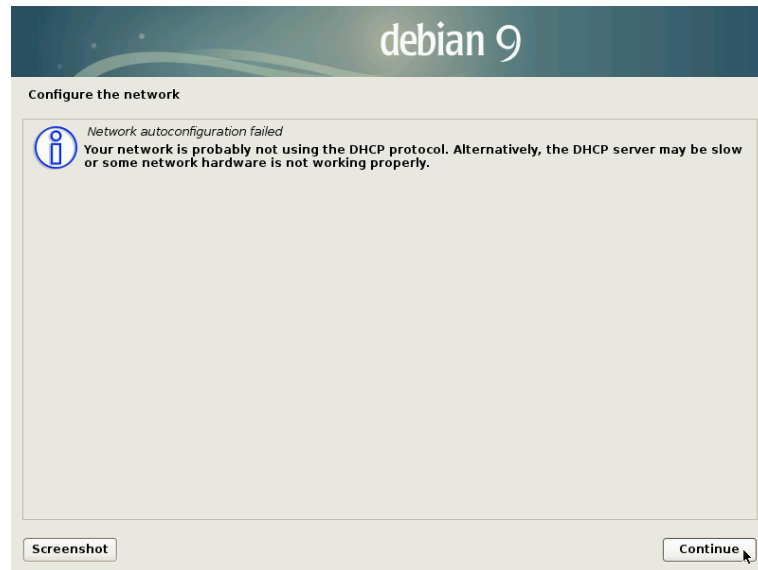 debian 9
Configure the network
Network autoconfiguration failed
Your network is probably not using the DHCP protocol. Alternatively, the DHCP server may be slow
or some network hardware is not working properly.
Screenshot
Continue